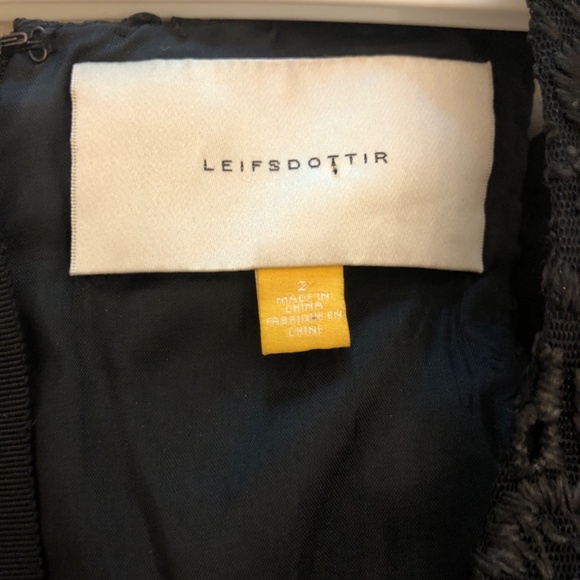 LEIFSDOTTIR
2
MADE IN
CHINA
FABRIQUE EN
CHINE